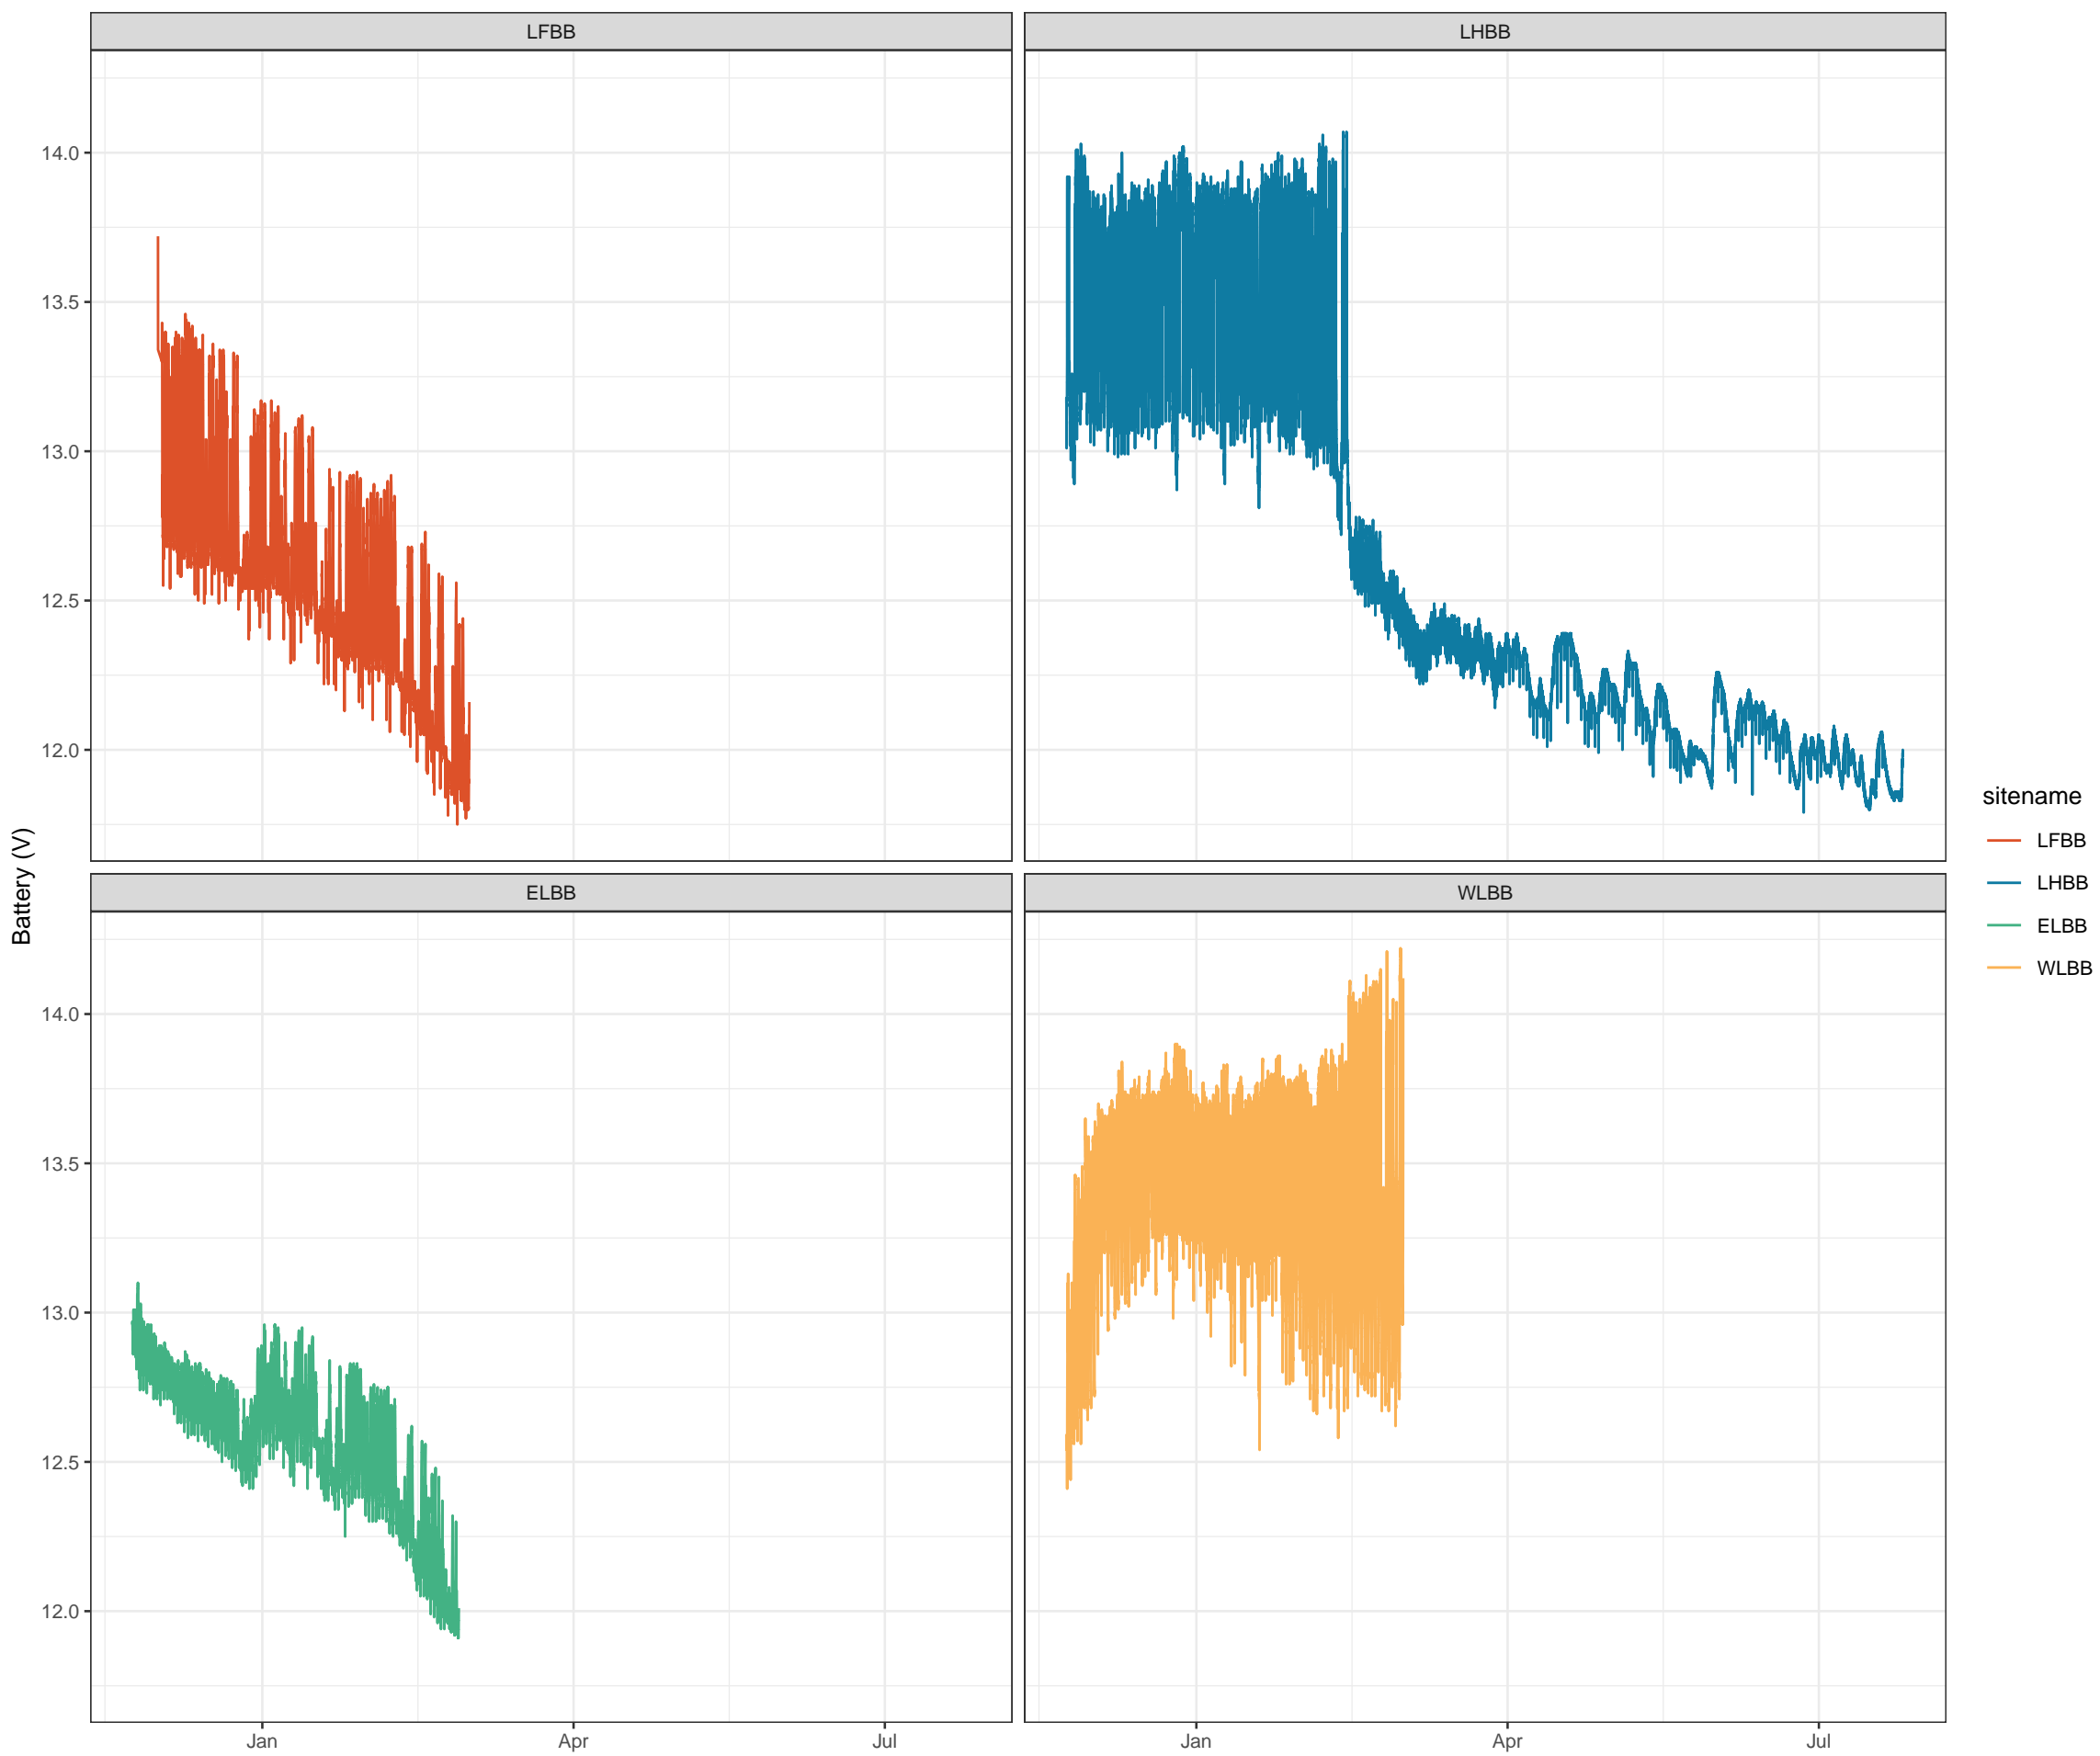 LFBB
LHBB
14.0
13.5
13.0
12.5
12.0
Battery (V)
ELBB
WLBB
14.0
13.5
13.0
12.5
12.0
Jan
Apr
Jul
Jan
Apr
Jul
sitename
LFBB
LHBB
ELBB
WLBB